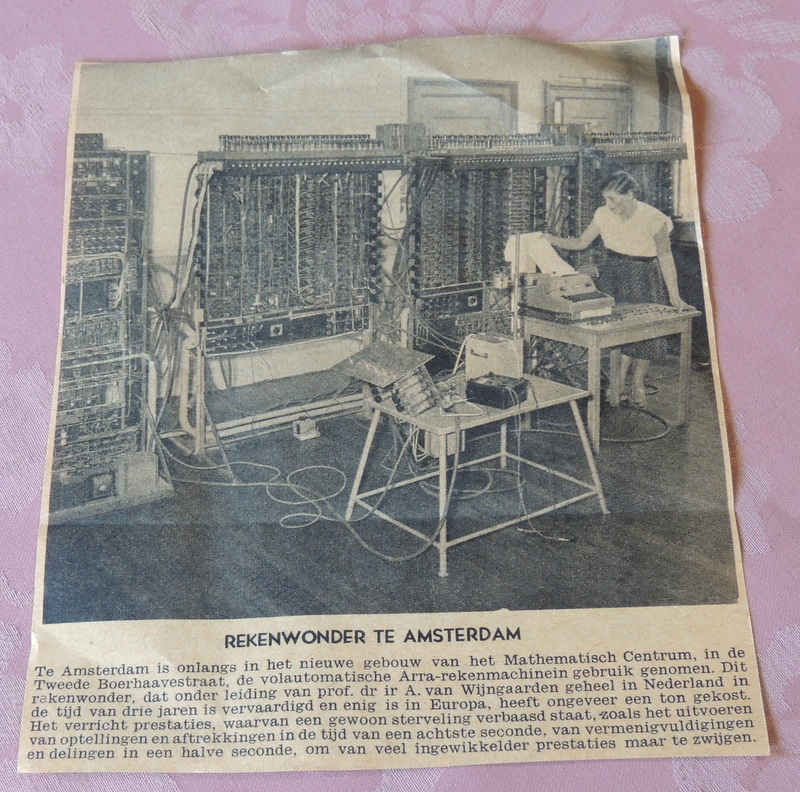 REKENWONDER TE AMSTERDAM
Te Amsterdam is onlangs in het nieuwe gebouw van het Mathematisch Centrum, in de
Tweede Boerhaavestraat, de volautomatische Arra-rekenmachinein gebruik genomen. Dit
rekenwonder, dat onder leiding van prof. dr ir A. van Wijngaarden geheel in Nederland in
de tijd van drie jaren is vervaardigd en enig is in Europa, heeft ongeveer een ton gekost.
Het verricht prestaties, waarvan een gewoon sterveling verbaasd staat, zoals het uitvoeren
van optellingen en aftrekkingen in de tijd van een achtste seconde, van vermenigvuldigingen
en delingen in een halve seconde, om van veel ingewikkelder prestaties maar te zwijgen.